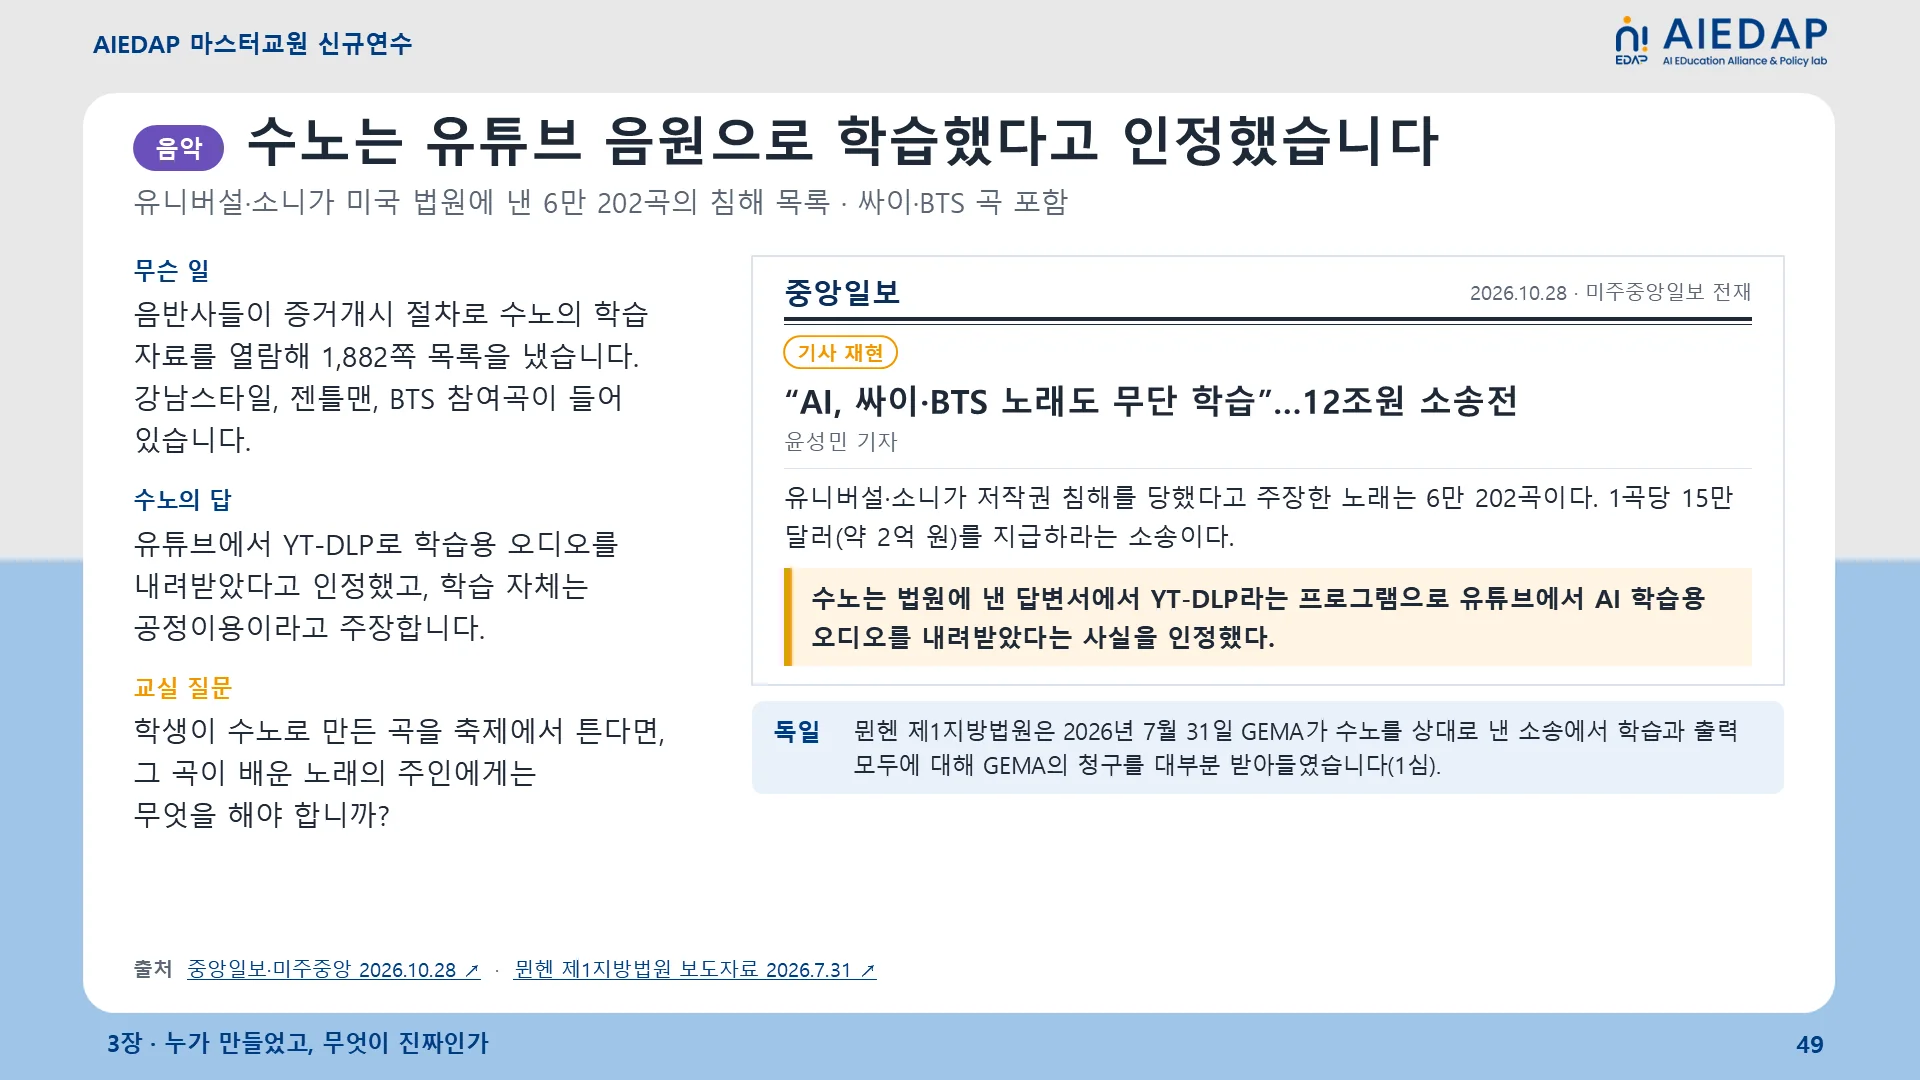 AIEDAP 마스터교원 신규연수
EDAP
AIEDAP
AI EDucation Alliance & Policy lab
음악
수노는 유튜브 음원으로 학습했다고 인정했습니다
유니버설·소니가 미국 법원에 낸 6만 202곡의 침해 목록 · 싸이·BTS 곡 포함
무슨 일
음반사들이 증거개시 절차로 수노의 학습
자료를 열람해 1,882쪽 목록을 냈습니다.
강남스타일, 젠틀맨, BTS 참여곡이 들어
있습니다.
수노의 답
유튜브에서 YT-DLP로 학습용 오디오를
내려받았다고 인정했고, 학습 자체는
공정이용이라고 주장합니다.
교실 질문
학생이 수노로 만든 곡을 축제에서 튼다면,
그 곡이 배운 노래의 주인에게는
무엇을 해야 합니까?
중앙일보
2026.10.28 · 미주중앙일보 전재
기사 재현
“AI, 싸이·BTS 노래도 무단 학습”…12조원 소송전
윤성민 기자
유니버설·소니가 저작권 침해를 당했다고 주장한 노래는 6만 202곡이다. 1곡당 15만
달러(약 2억 원)를 지급하라는 소송이다.
수노는 법원에 낸 답변서에서 YT-DLP라는 프로그램으로 유튜브에서 AI 학습용
오디오를 내려받았다는 사실을 인정했다.
독일
뮌헨 제1지방법원은 2026년 7월 31일 GEMA가 수노를 상대로 낸 소송에서 학습과 출력
모두에 대해 GEMA의 청구를 대부분 받아들였습니다(1심).
출처 중앙일보·미주중앙 2026.10.28 ↗ · 뮌헨 제1지방법원 보도자료 2026.7.31 ↗
3장 · 누가 만들었고, 무엇이 진짜인가
49